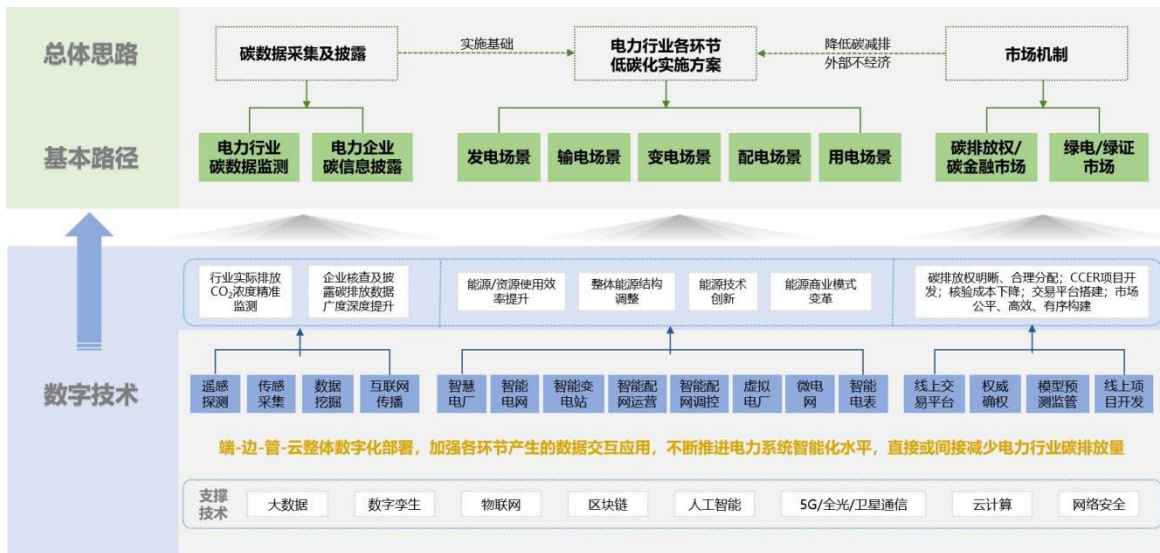 总体思路
碳数据采集及披露
实施基础
电力行业各环节
低碳化实施方案
降低碳减排
外部不经济
市场机制
基本路径
电力行业
碳数据监测
电力企业
碳信息披露
发电场景
输电场景
变电场景
配电场景
用电场景
碳排放权/
碳金融市场
绿电/绿证
市场
数字技术
行业实际排放
CO₂浓度精准
监测
企业核查及披
露碳排放数据
广度深度提升
能源/资源使用效
率提升
整体能源结构
调整
能源技术
创新
能源商业模式
变革
碳排放权明晰、合理分配；CCER项目开
发；核验成本下降；交易平台搭建；市场
公平、高效、有序构建
遥感
探测
传感
采集
数据
挖掘
互联网
传播
智慧
电厂
智能
电网
智能变
电站
智能配
网运营
智能配
网调控
虚拟
电厂
微电
网
智能
电表
线上交
易平台
权威
确权
模型预
测监管
线上项
目开发
端-边-管-云整体数字化部署，加强各环节产生的数据交互应用，不断推进电力系统智能化水平，直接或间接减少电力行业碳排放量
支撑
技术
大数据
数字孪生
物联网
区块链
人工智能
5G/全光/卫星通信
云计算
网络安全